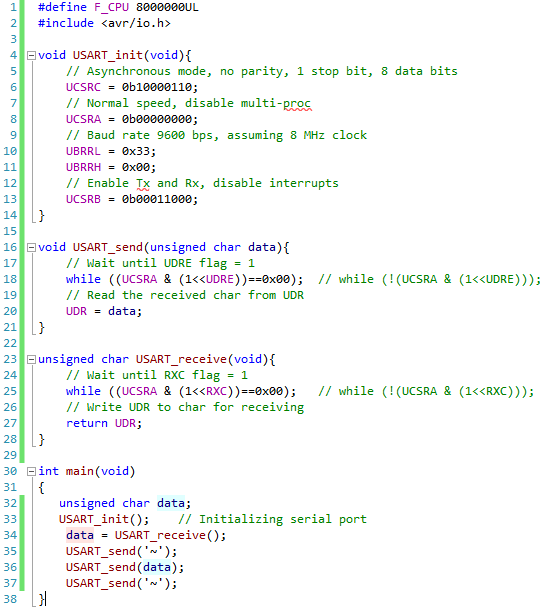 1 #define F_CPU 8000000UL
2 #include <avr/io.h>
3
4 void USART_init(void){
5     // Asynchronous mode, no parity, 1 stop bit, 8 data bits
6     UCSRC = 0b10000110;
7     // Normal speed, disable multi-proc
8     UCSRA = 0b00000000;
9     // Baud rate 9600 bps, assuming 8 MHz clock
10     UBRRL = 0x33;
11     UBRRH = 0x00;
12     // Enable Tx and Rx, disable interrupts
13     UCSRB = 0b00011000;
14 }
15
16 void USART_send(unsigned char data){
17     // Wait until UDRE flag = 1
18     while ((UCSRA & (1<<UDRE))==0x00);  // while (!(UCSRA & (1<<UDRE)));
19     // Read the received char from UDR
20     UDR = data;
21 }
22
23 unsigned char USART_receive(void){
24     // Wait until RXC flag = 1
25     while ((UCSRA & (1<<RXC))==0x00);   // while (!(UCSRA & (1<<RXC)));
26     // Write UDR to char for receiving
27     return UDR;
28 }
29
30 int main(void)
31 {
32    unsigned char data;
33    USART_init();    // Initializing serial port
34     data = USART_receive();
35     USART_send('~');
36     USART_send(data);
37     USART_send('~');
38 }